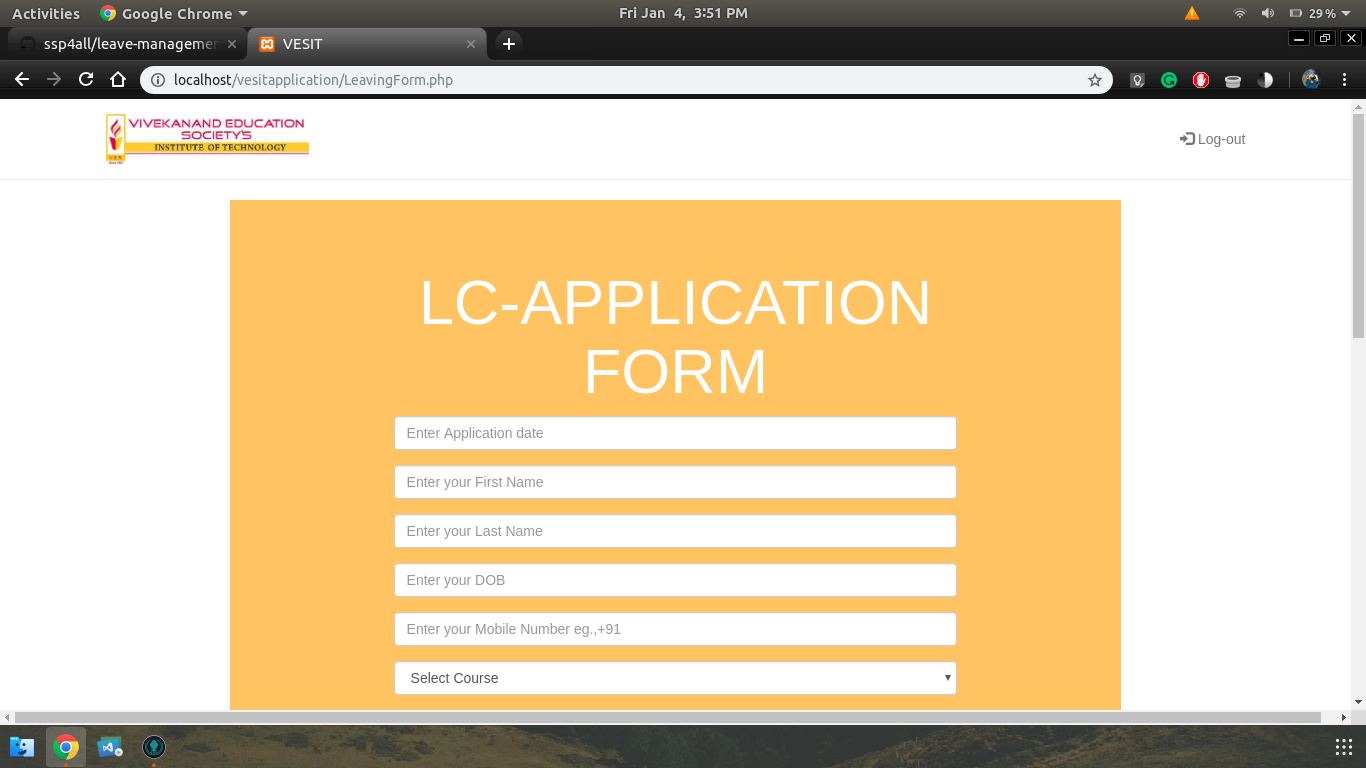 Activities
Google Chrome
Fri Jan 4, 3:51 PM
29 %
ssp4all/leave-managemen
VESIT
localhost/vesitapplication/LeavingForm.php
VIVEKANAND EDUCATION
SOCIETY'S
INSTITUTE OF TECHNOLOGY
Log-out
LC-APPLICATION
FORM
Enter Application date
Enter your First Name
Enter your Last Name
Enter your DOB
Enter your Mobile Number eg.,+91
Select Course